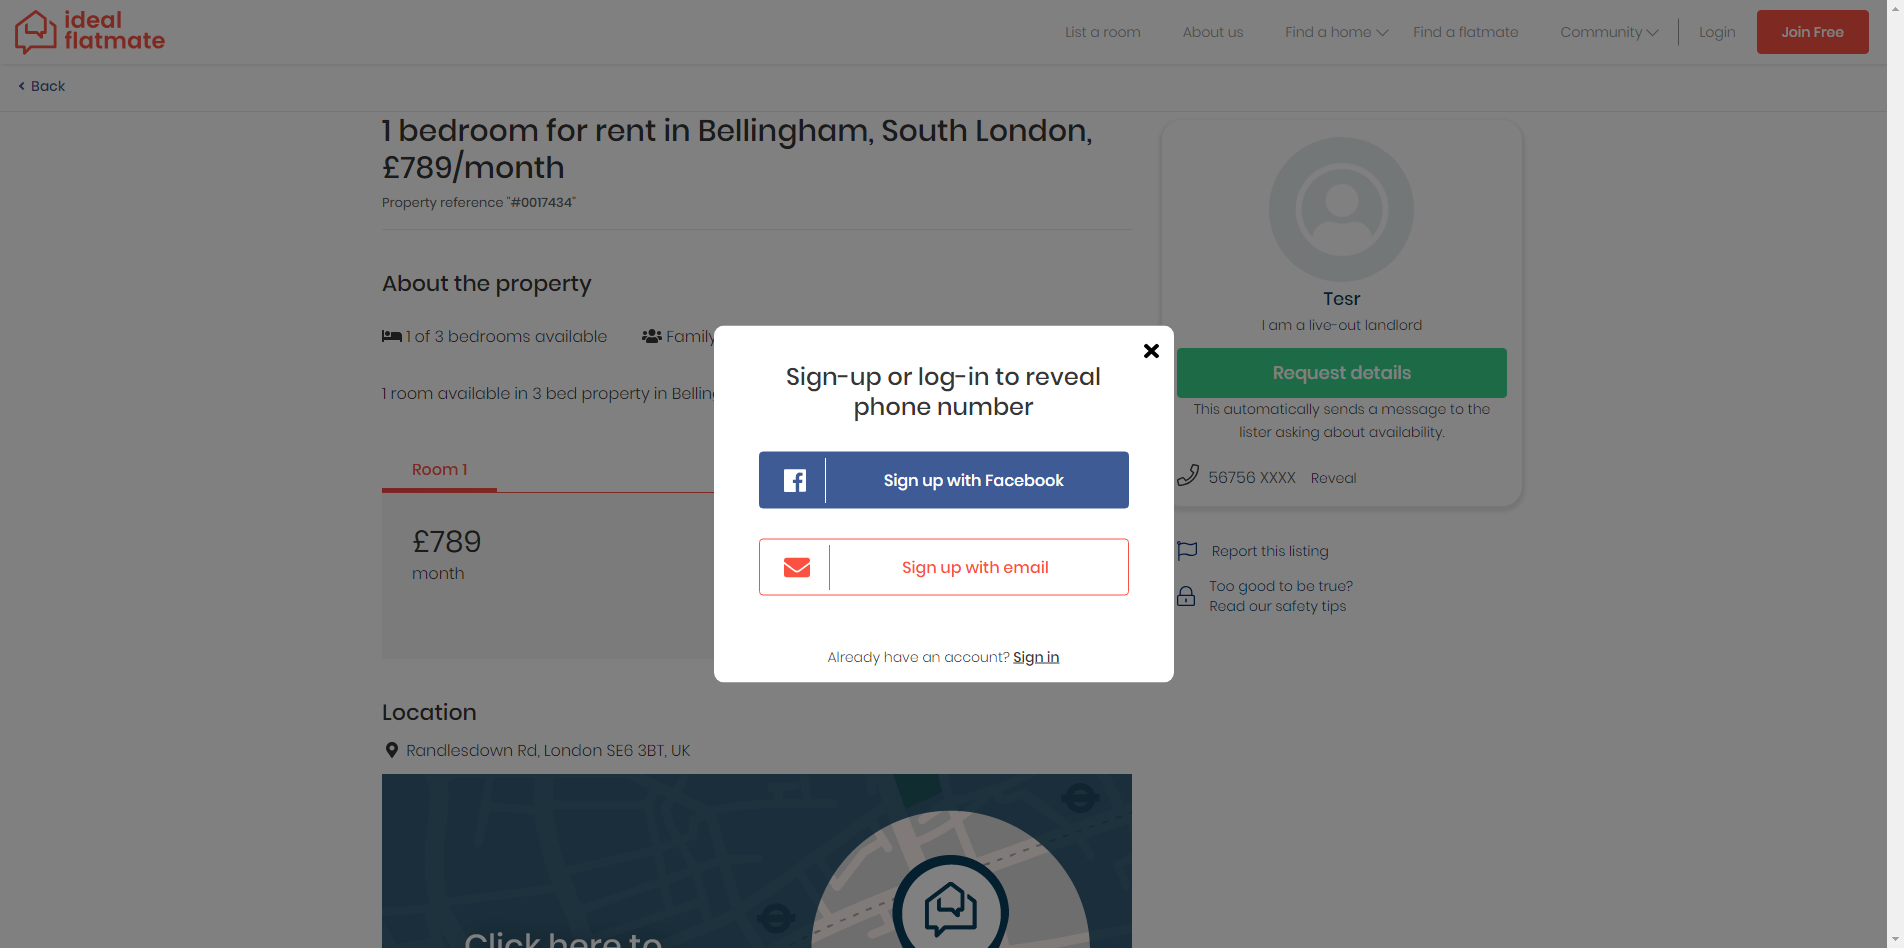 ideal
flatmate
List a room
About us
Find a home
Find a flatmate
Community
Login
Join Free
Back
1 bedroom for rent in Bellingham, South London,
£789/month
Property reference "#0017434"
About the property
1 of 3 bedrooms available
Family
1 room available in 3 bed property in Bellin
Room 1
£789
month
Location
Randlesdown Rd, London SE6 3BT, UK
Click here to
Sign-up or log-in to reveal
phone number
Sign up with Facebook
Sign up with email
Already have an account? Sign in
Tesr
I am a live-out landlord
Request details
This automatically sends a message to the
lister asking about availability.
56756 XXXX Reveal
Report this listing
Too good to be true?
Read our safety tips